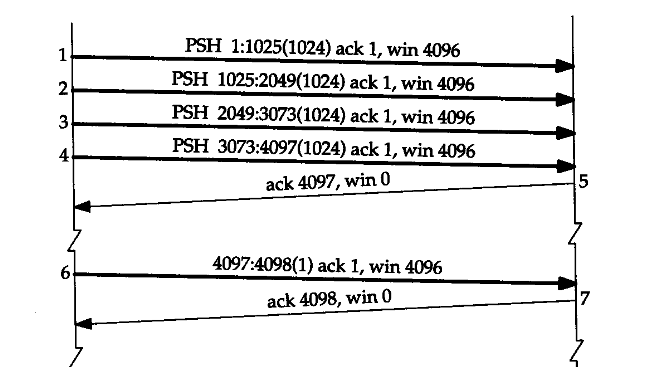 1 PSH 1:1025(1024) ack 1, win 4096
2 PSH 1025:2049(1024) ack 1, win 4096
3 PSH 2049:3073(1024) ack 1, win 4096
4 PSH 3073:4097(1024) ack 1, win 4096
ack 4097, win 0 5
6 4097:4098(1) ack 1, win 4096
ack 4098, win 0 7